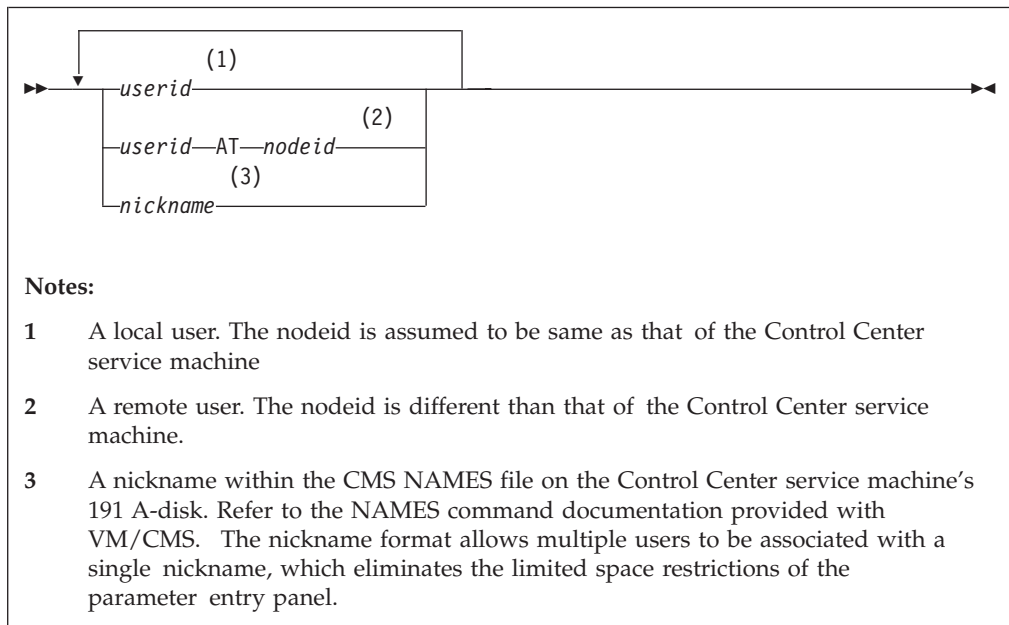 (1)
userid
(2)
userid AT nodeid
(3)
nickname
Notes:
1 A local user. The nodeid is assumed to be same as that of the Control Center
service machine
2 A remote user. The nodeid is different than that of the Control Center service
machine.
3 A nickname within the CMS NAMES file on the Control Center service machine's
191 A-disk. Refer to the NAMES command documentation provided with
VM/CMS. The nickname format allows multiple users to be associated with a
single nickname, which eliminates the limited space restrictions of the
parameter entry panel.